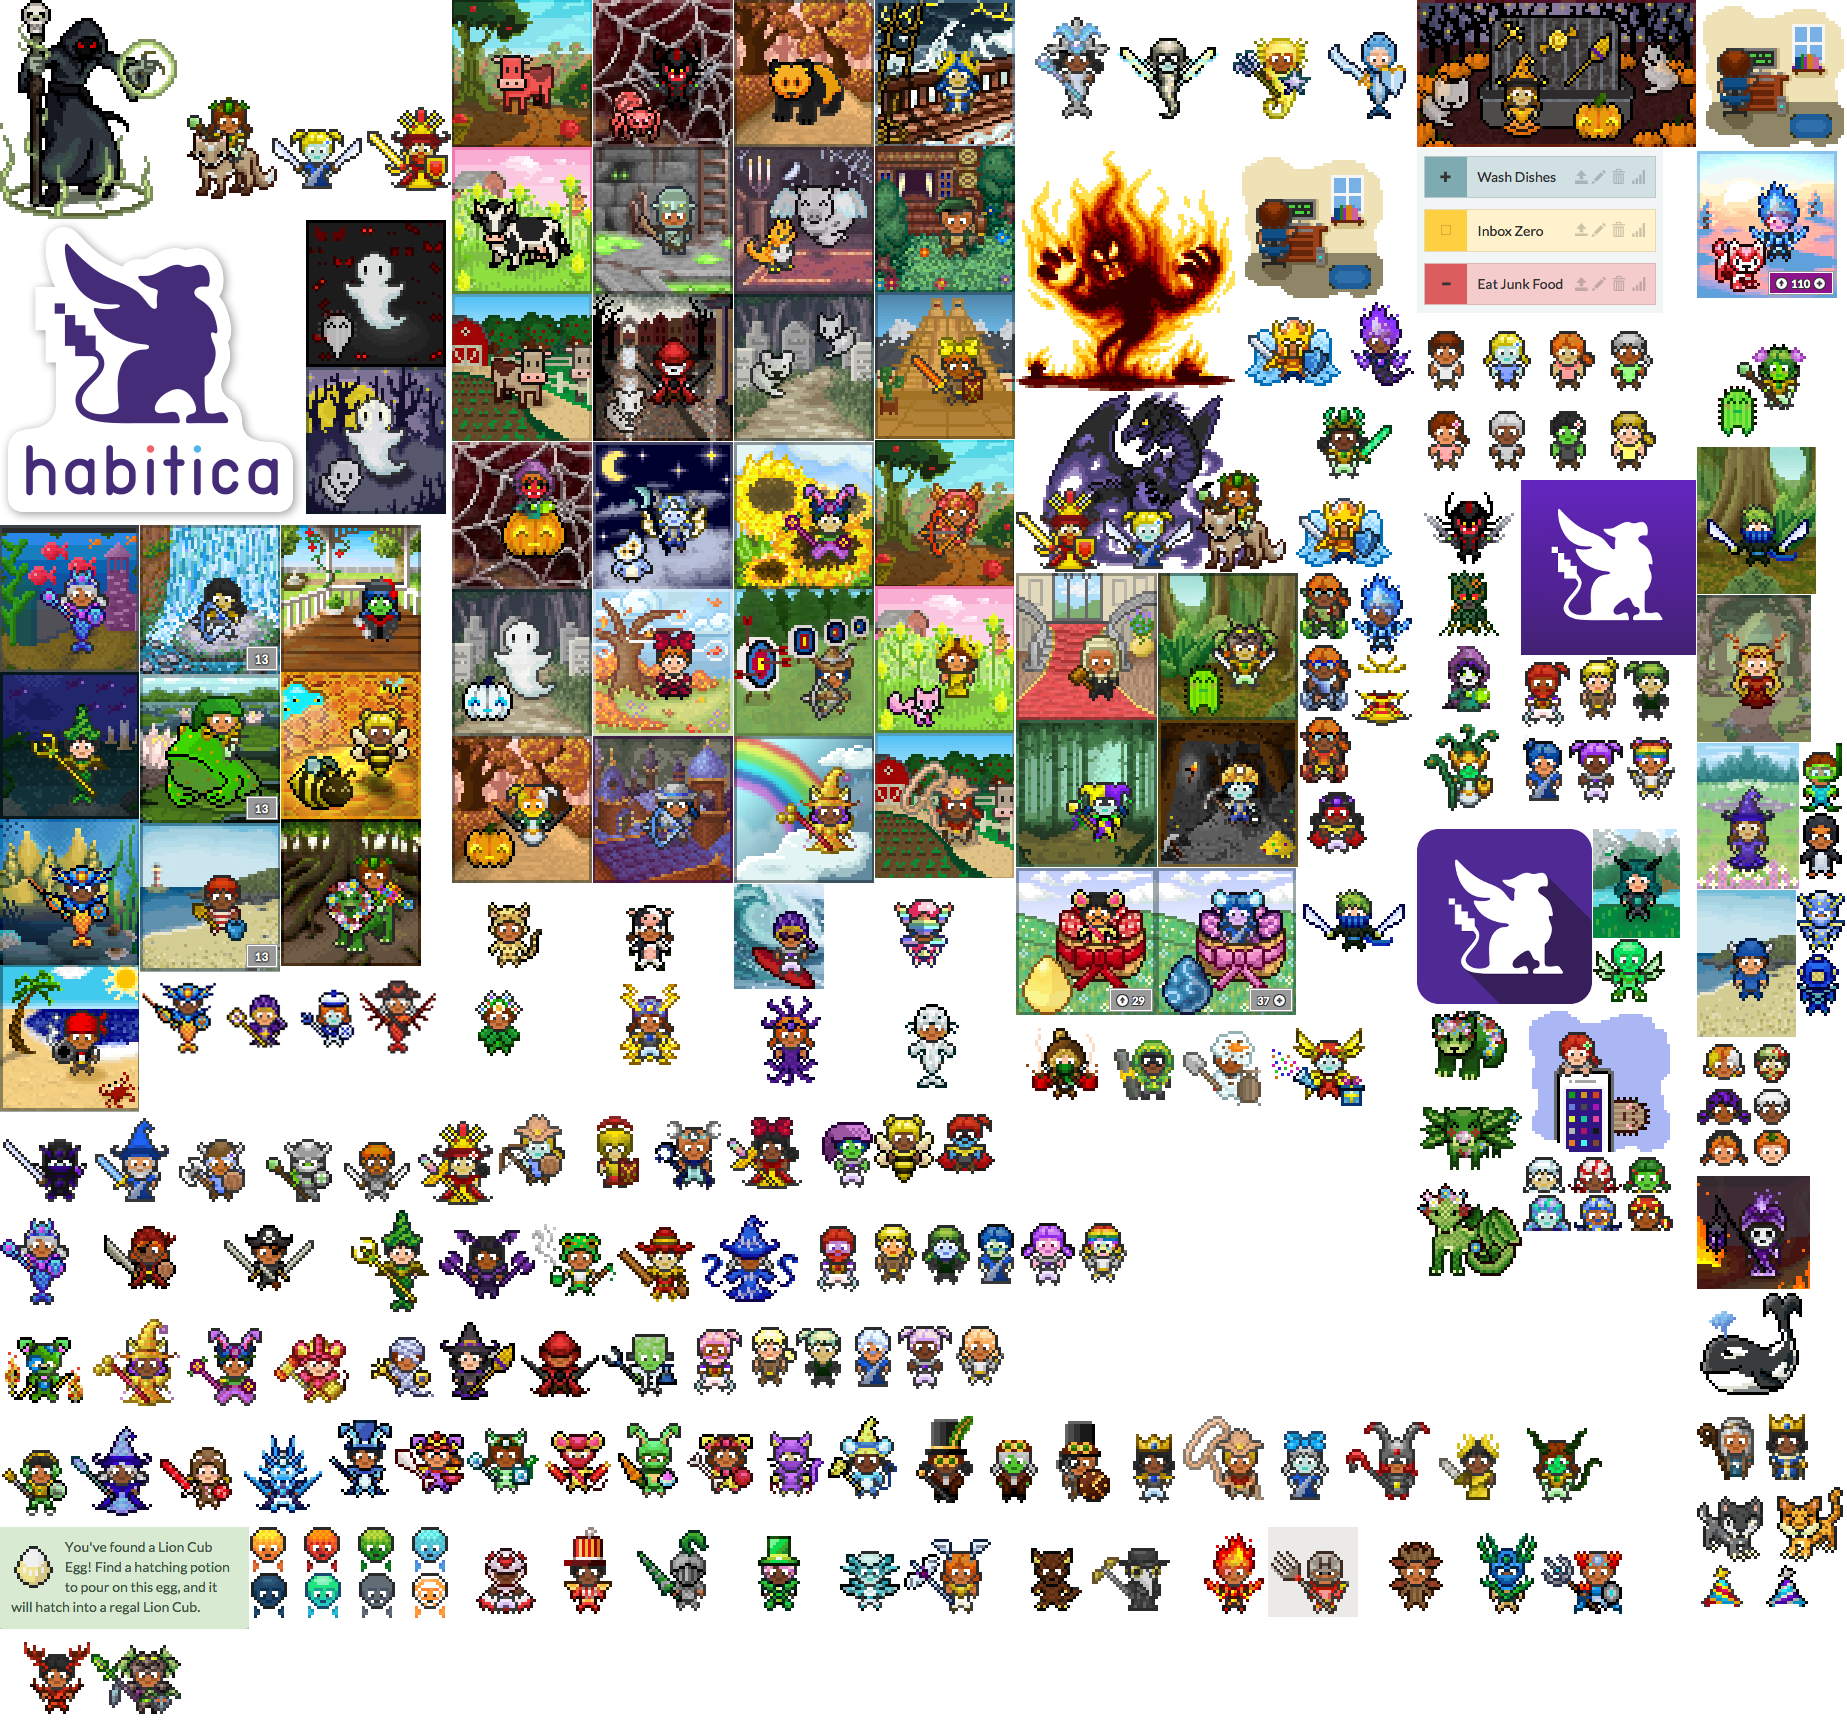 Wash Dishes
110
Inbox Zero
Eat Junk Food
habitica
13
13
13
29
37
You've found a Lion Cub
Egg! Find a hatching potion
to pour on this egg, and it
will hatch into a regal Lion Cub.